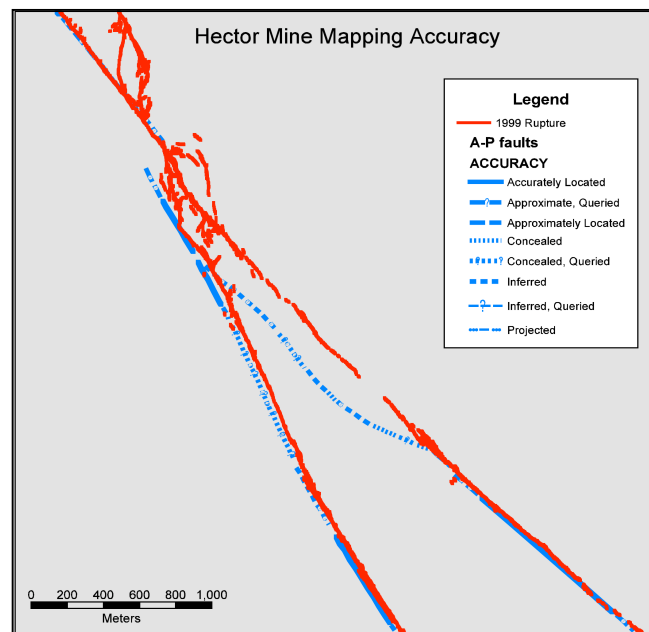 Hector Mine Mapping Accuracy
Legend
1999 Rupture
A-P faults
ACCURACY
Accurately Located
Approximate, Queried
Approximately Located
Concealed
Concealed, Queried
Inferred
Inferred, Queried
Projected
0 200 400 600 800 1,000
Meters